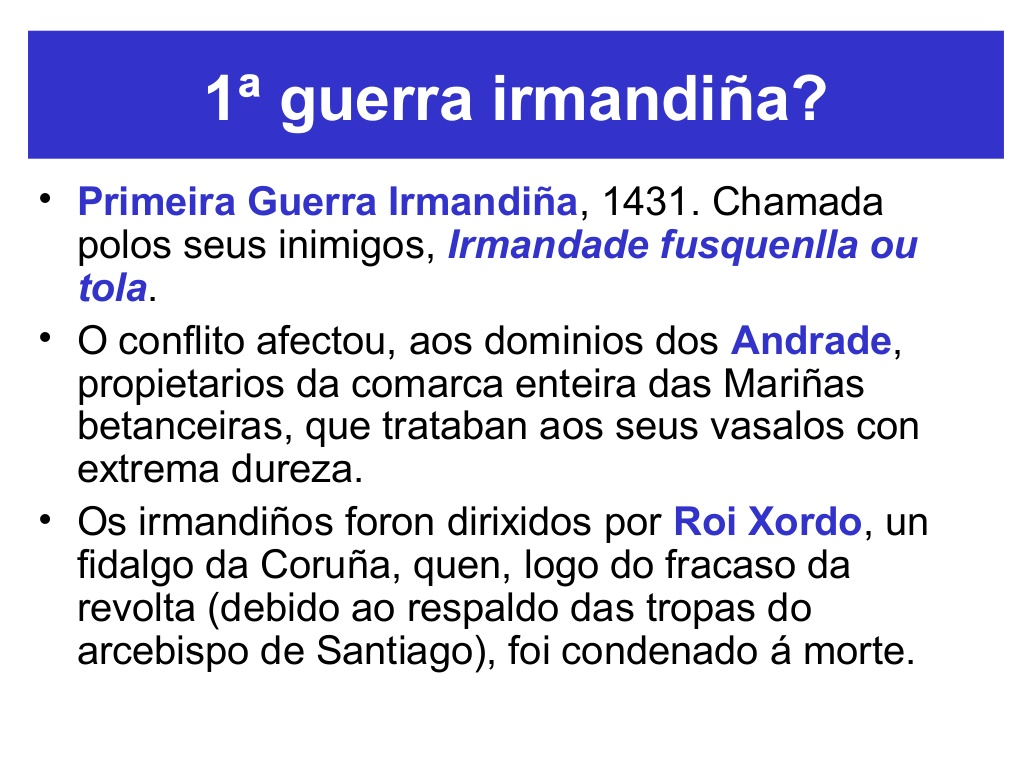 1ª guerra irmandiña?
• Primeira Guerra Irmandiña, 1431. Chamada
polos seus inimigos, Irmandade fusquenlla ou
tola.
• O conflito afectou, aos dominios dos Andrade,
propietarios da comarca enteira das Mariñas
betanceiras, que trataban aos seus vasalos con
extrema dureza.
• Os irmandiños foron dirixidos por Roi Xordo, un
fidalgo da Coruña, quen, logo do fracaso da
revolta (debido ao respaldo das tropas do
arcebispo de Santiago), foi condenado á morte.